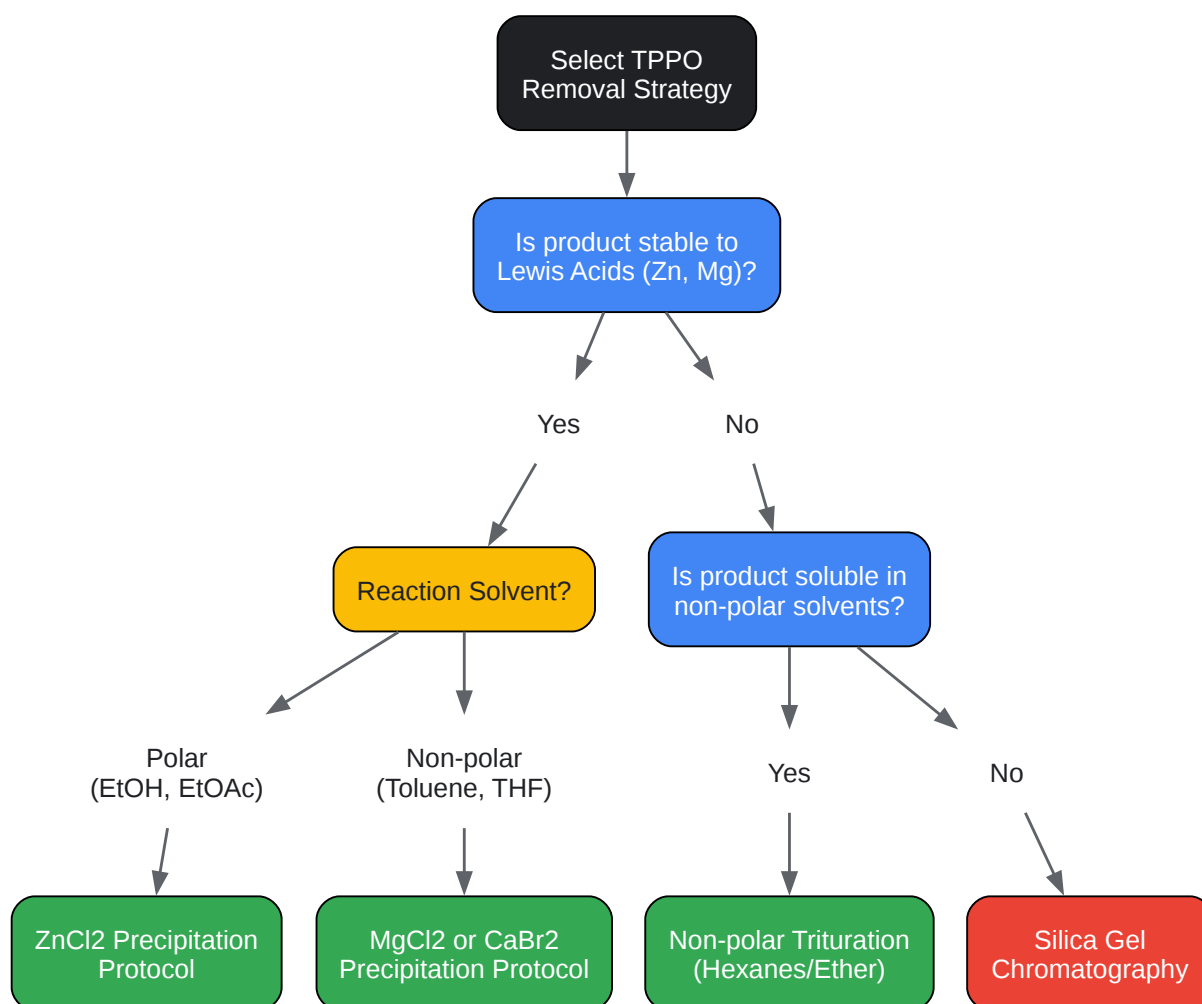 Select TPPO
Removal Strategy
Is product stable to
Lewis Acids (Zn, Mg)?
Yes
No
Reaction Solvent?
Is product soluble in
non-polar solvents?
Polar
(EtOH, EtOAc)
Non-polar
(Toluene, THF)
Yes
No
ZnCl2 Precipitation
Protocol
MgCl2 or CaBr2
Precipitation Protocol
Non-polar Trituration
(Hexanes/Ether)
Silica Gel
Chromatography